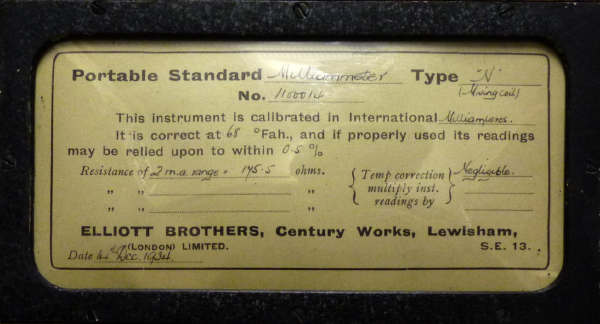 Portable Standard Milliammeter Type "N"
No. 1100014 (Moving coil)
This instrument is calibrated in International Milliamperes.
It is correct at 68 °Fah., and if properly used its readings
may be relied upon to within 0.5 %
Resistance of 2 m.a. range = 175.5 ohms. { Temp correction } Negligible.
" " " { multiply inst. }
" " " { readings by }
ELLIOTT BROTHERS, Century Works, Lewisham,
(LONDON) LIMITED. S.E. 13.
Date Dec. 1934.